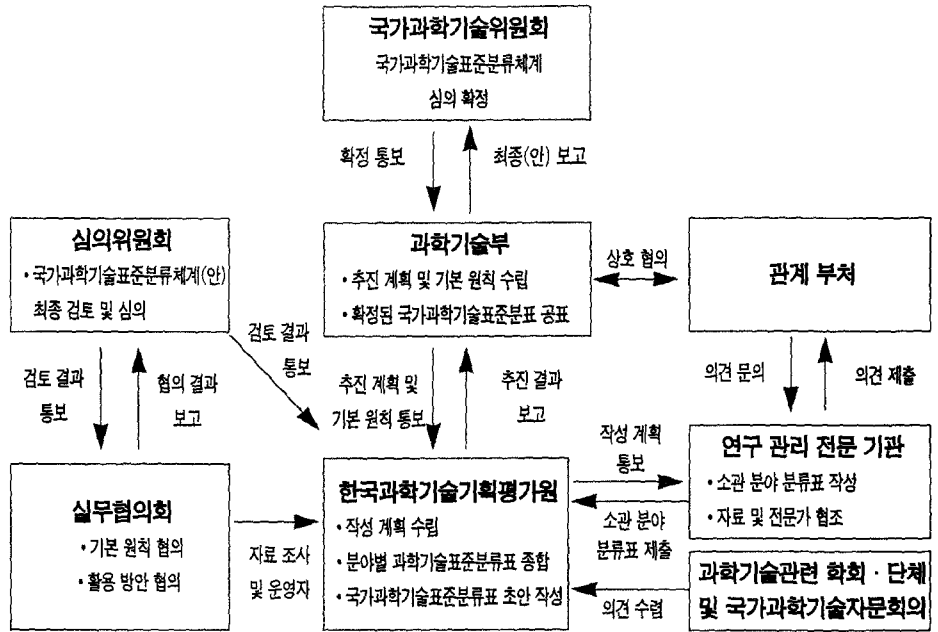 국가과학기술위원회
국가과학기술표준분류체계
심의 확정
확정 통보
최종(안) 보고
심의위원회
• 국가과학기술표준분류체계(안)
최종 검토 및 심의
과학기술부
• 추진 계획 및 기본 원칙 수립
• 확정된 국가과학기술표준분표 공표
상호 협의
관계 부처
검토 결과
통보
협의 결과
보고
검토 결과
통보
추진 계획 및
기본 원칙 통보
추진 결과
보고
의견 문의
의견 제출
실무협의회
• 기본 원칙 협의
• 활용 방안 협의
자료 조사
및 운영자
한국과학기술기획평가원
• 작성 계획 수립
• 분야별 과학기술표준분류표 종합
• 국가과학기술표준분류표 초안 작성
작성 계획
통보
소관 분야
분류표 제출
의견 수렴
연구 관리 전문 기관
• 소관 분야 분류표 작성
• 자료 및 전문가 협조
과학기술관련 학회 · 단체
및 국가과학기술자문회의